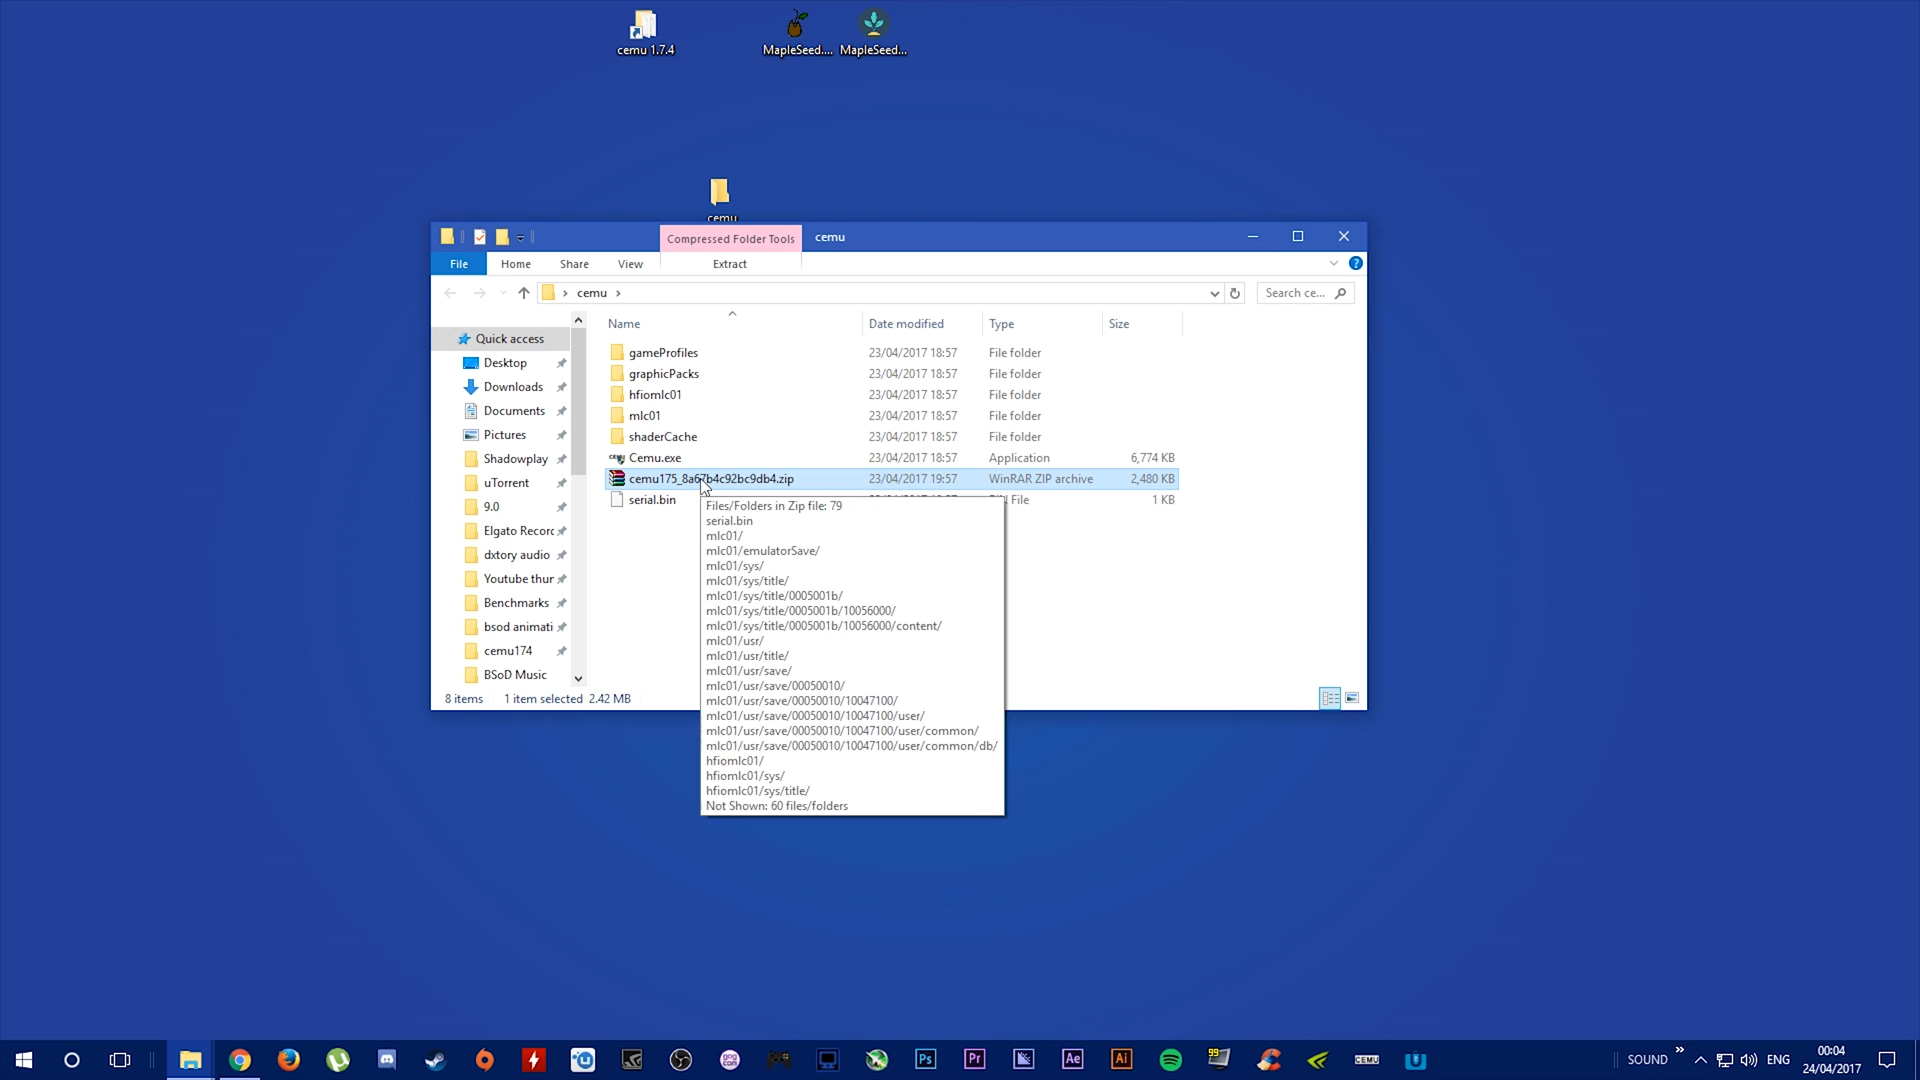 cemu 1.7.4
MapleSeed....
MapleSeed...
cemu
Compressed Folder Tools
cemu
File
Home
Share
View
Extract
cemu
Search ce...
Name
Date modified
Type
Size
Quick access
Desktop
Downloads
Documents
Pictures
Shadowplay
uTorrent
9.0
Elgato Recorc
dxtory audio
Youtube thur
Benchmarks
bsod animati
cemu174
BSoD Music
gameProfiles 23/04/2017 18:57 File folder
graphicPacks 23/04/2017 18:57 File folder
hfiomlc01 23/04/2017 18:57 File folder
mlc01 23/04/2017 18:57 File folder
shaderCache 23/04/2017 18:57 File folder
Cemu.exe 23/04/2017 18:57 Application 6,774 KB
cemu175_8a67b4c92bc9db4.zip 23/04/2017 19:57 WinRAR ZIP archive 2,480 KB
serial.bin File 1 KB
Files/Folders in Zip file: 79
serial.bin
mlc01/
mlc01/emulatorSave/
mlc01/sys/
mlc01/sys/title/
mlc01/sys/title/0005001b/
mlc01/sys/title/0005001b/10056000/
mlc01/sys/title/0005001b/10056000/content/
mlc01/usr/
mlc01/usr/title/
mlc01/usr/save/
mlc01/usr/save/00050010/
mlc01/usr/save/00050010/10047100/
mlc01/usr/save/00050010/10047100/user/
mlc01/usr/save/00050010/10047100/user/common/
mlc01/usr/save/00050010/10047100/user/common/db/
hfiomlc01/
hfiomlc01/sys/
hfiomlc01/sys/title/
Not Shown: 60 files/folders
8 items 1 item selected 2.42 MB
gog
com
Ps
Pr
Ae
Ai
99
CEMU
SOUND
ENG
00:04
24/04/2017